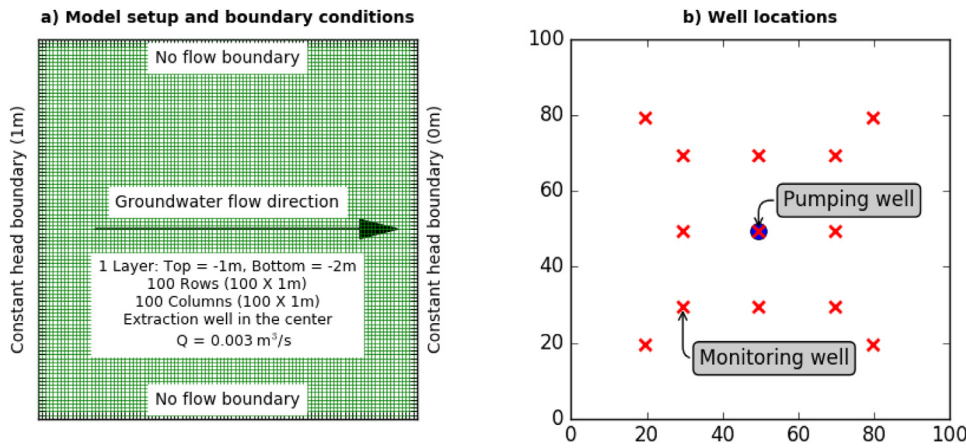 a) Model setup and boundary conditions
No flow boundary
Constant head boundary (1m)
Constant head boundary (0m)
Groundwater flow direction
1 Layer: Top = -1m, Bottom = -2m
100 Rows (100 X 1m)
100 Columns (100 X 1m)
Extraction well in the center
Q = 0.003 m³/s
No flow boundary
b) Well locations
100
80
60
40
20
0
Pumping well
Monitoring well
0 20 40 60 80 100